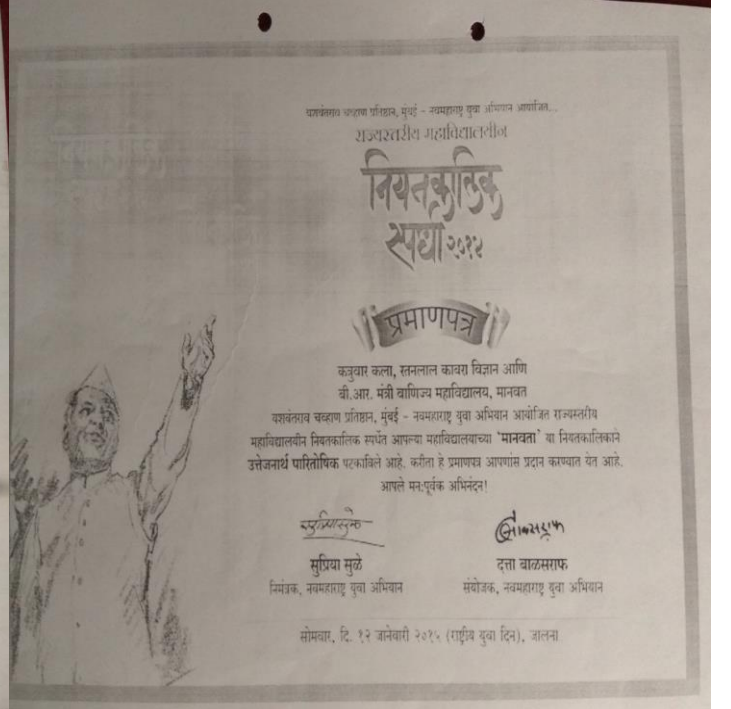 यशवंतराव चव्हाण प्रतिष्ठान, मुंबई - नवमहाराष्ट्र युवा अभियान आयोजित...
राज्यस्तरीय महाविद्यालयीन
नियतकालिक
स्पर्धा २०१४
प्रमाणपत्र
कत्रुवार कला, रतनलाल काबरा विज्ञान आणि
बी.आर. मंत्री वाणिज्य महाविद्यालय, मानवत
यशवंतराव चव्हाण प्रतिष्ठान, मुंबई - नवमहाराष्ट्र युवा अभियान आयोजित राज्यस्तरीय
महाविद्यालयीन नियतकालिक स्पर्धेत आपल्या महाविद्यालयाच्या 'मानवता' या नियतकालिकाने
उत्तेजनार्थ पारितोषिक पटकाविले आहे. करीता हे प्रमाणपत्र आपणांस प्रदान करण्यात येत आहे.
आपले मन:पूर्वक अभिनंदन!
सुप्रिया सुळे
निमंत्रक, नवमहाराष्ट्र युवा अभियान
दत्ता बाळसराफ
संयोजक, नवमहाराष्ट्र युवा अभियान
सोमवार, दि. १२ जानेवारी २०१५ (राष्ट्रीय युवा दिन), जालना